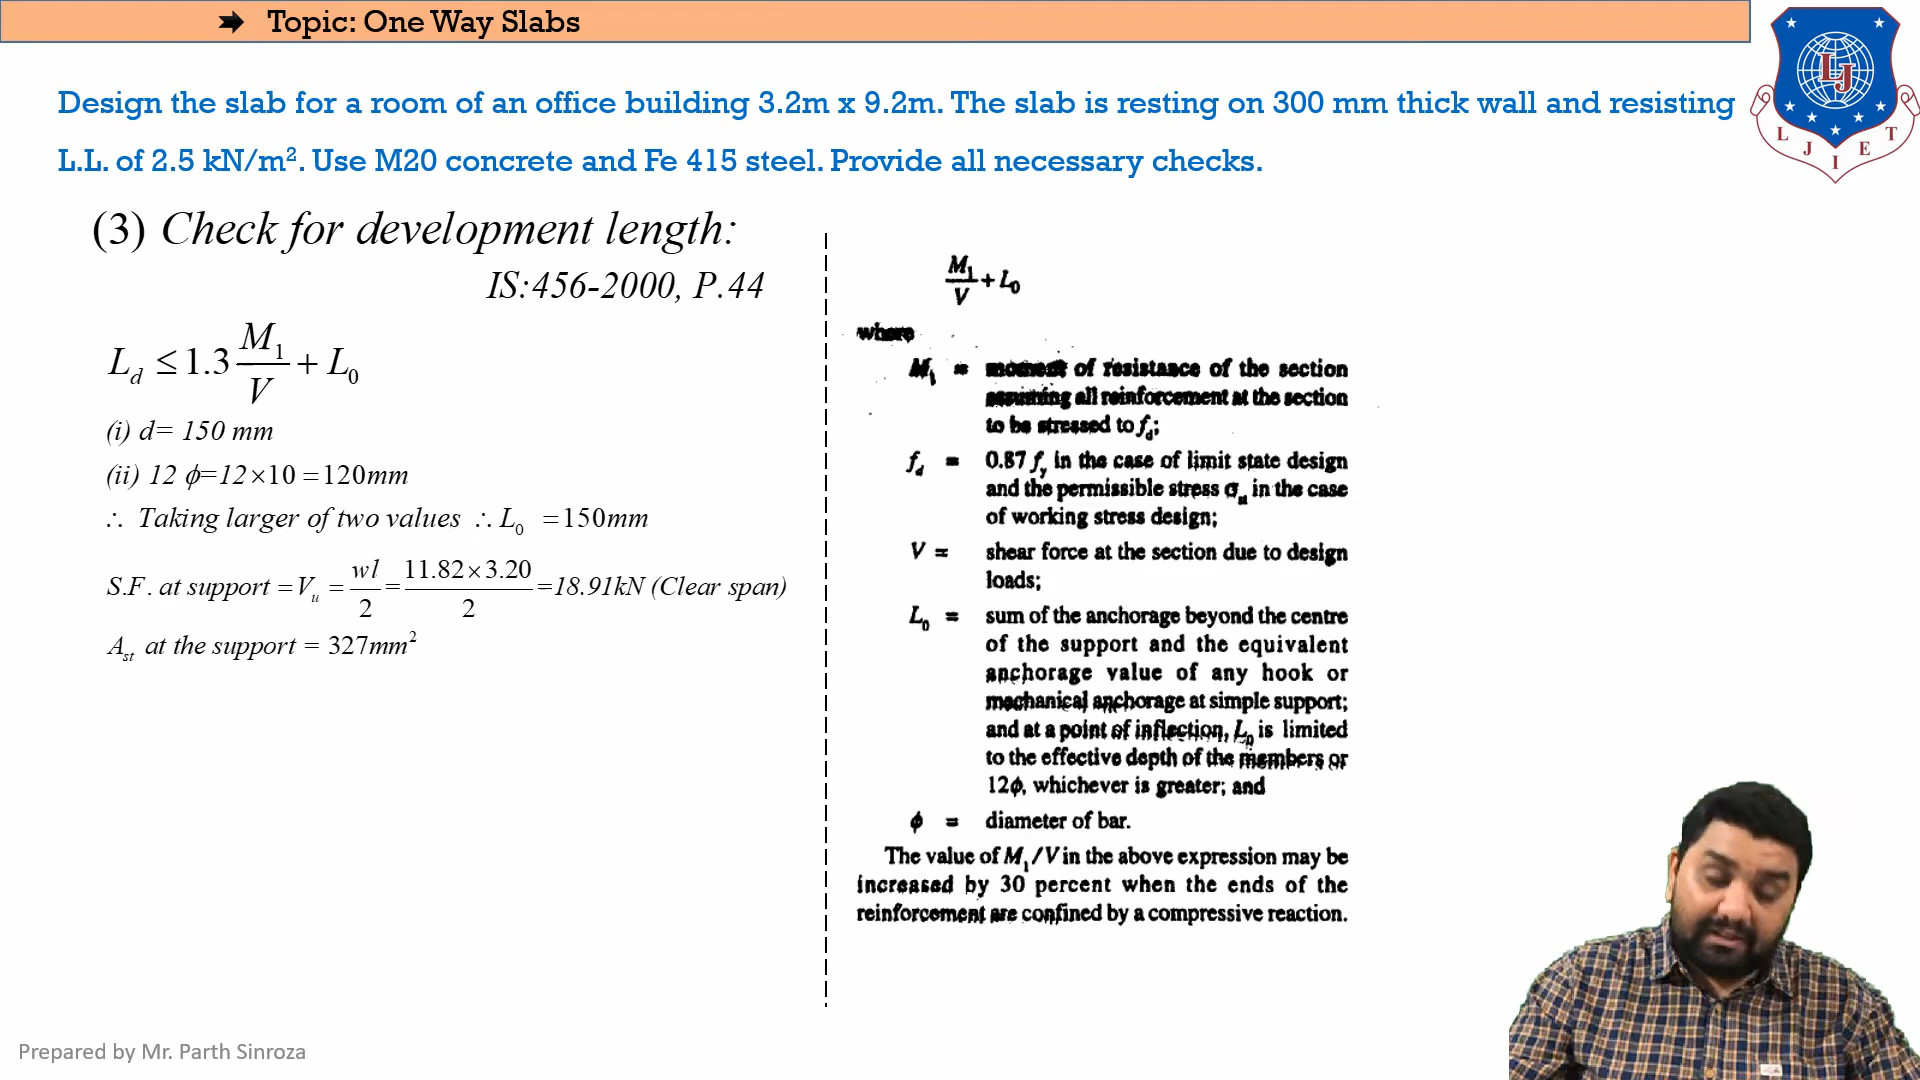 ➡ Topic: One Way Slabs
Design the slab for a room of an office building 3.2m x 9.2m. The slab is resting on 300 mm thick wall and resisting
L.L. of 2.5 kN/m². Use M20 concrete and Fe 415 steel. Provide all necessary checks.
LJ
L J I E T
(3) Check for development length:
IS:456-2000, P.44
L_d ≤ 1.3 M₁/V + L₀
(i) d= 150 mm
(ii) 12 ϕ=12×10 =120mm
∴ Taking larger of two values ∴ L₀ =150mm
S.F. at support = V_u = wl/2 = 11.82×3.20/2 =18.91kN (Clear span)
A_st at the support = 327mm²
M₁/V + L₀
where
M₁ = moment of resistance of the section
assuming all reinforcement at the section
to be stressed to f_d;
f_d = 0.87 f_y in the case of limit state design
and the permissible stress σ_st in the case
of working stress design;
V = shear force at the section due to design
loads;
L₀ = sum of the anchorage beyond the centre
of the support and the equivalent
anchorage value of any hook or
mechanical anchorage at simple support;
and at a point of inflection, L₀ is limited
to the effective depth of the members or
12ϕ, whichever is greater; and
ϕ = diameter of bar.
The value of M₁/V in the above expression may be
increased by 30 percent when the ends of the
reinforcement are confined by a compressive reaction.
Prepared by Mr. Parth Sinroza